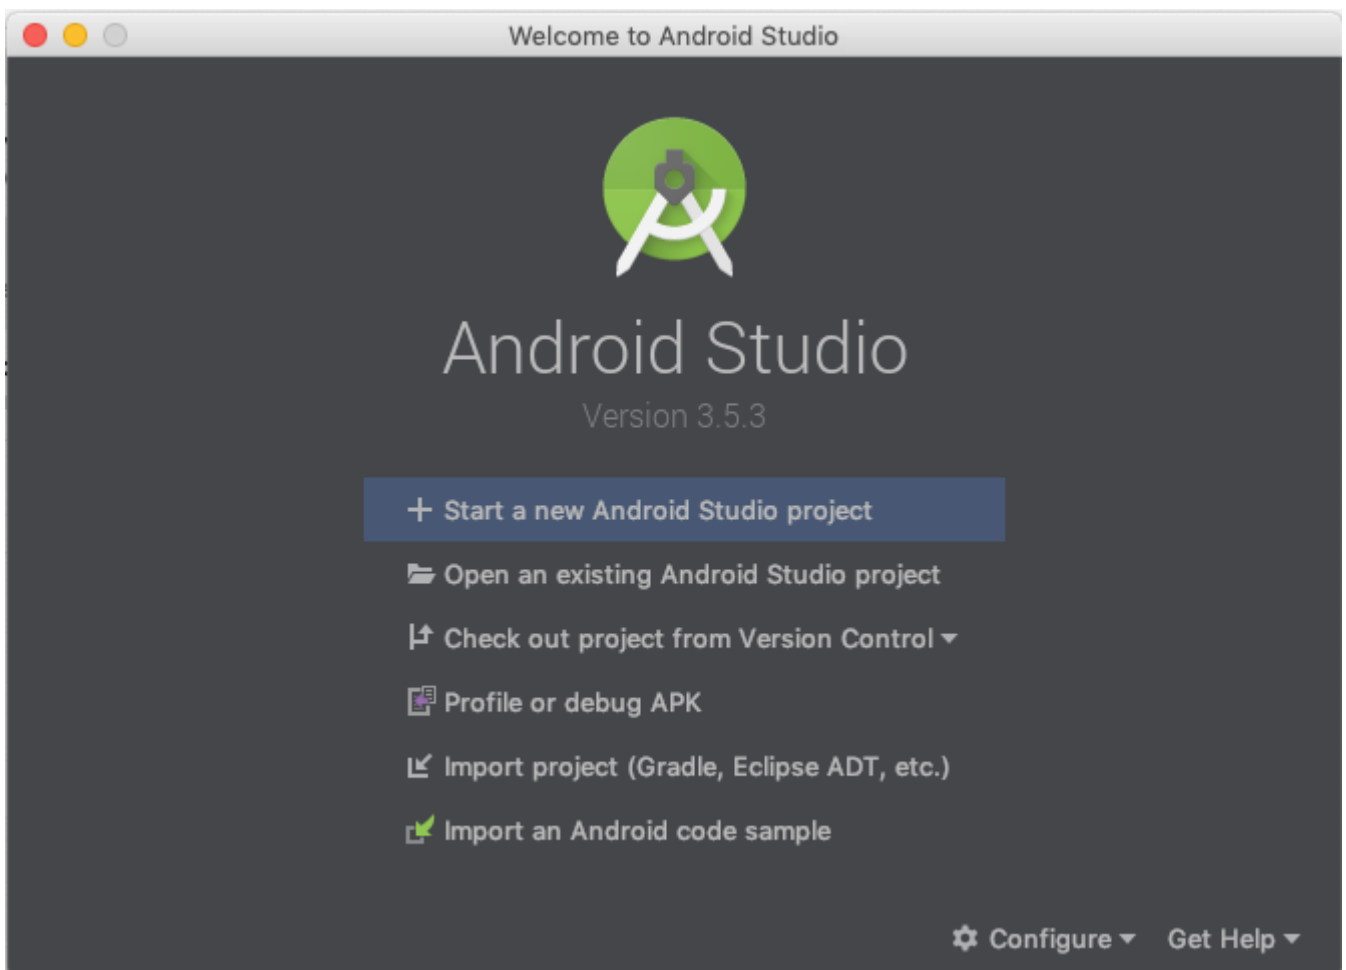 Welcome to Android Studio
Android Studio
Version 3.5.3
Start a new Android Studio project
Open an existing Android Studio project
Check out project from Version Control
Profile or debug APK
Import project (Gradle, Eclipse ADT, etc.)
Import an Android code sample
Configure Get Help